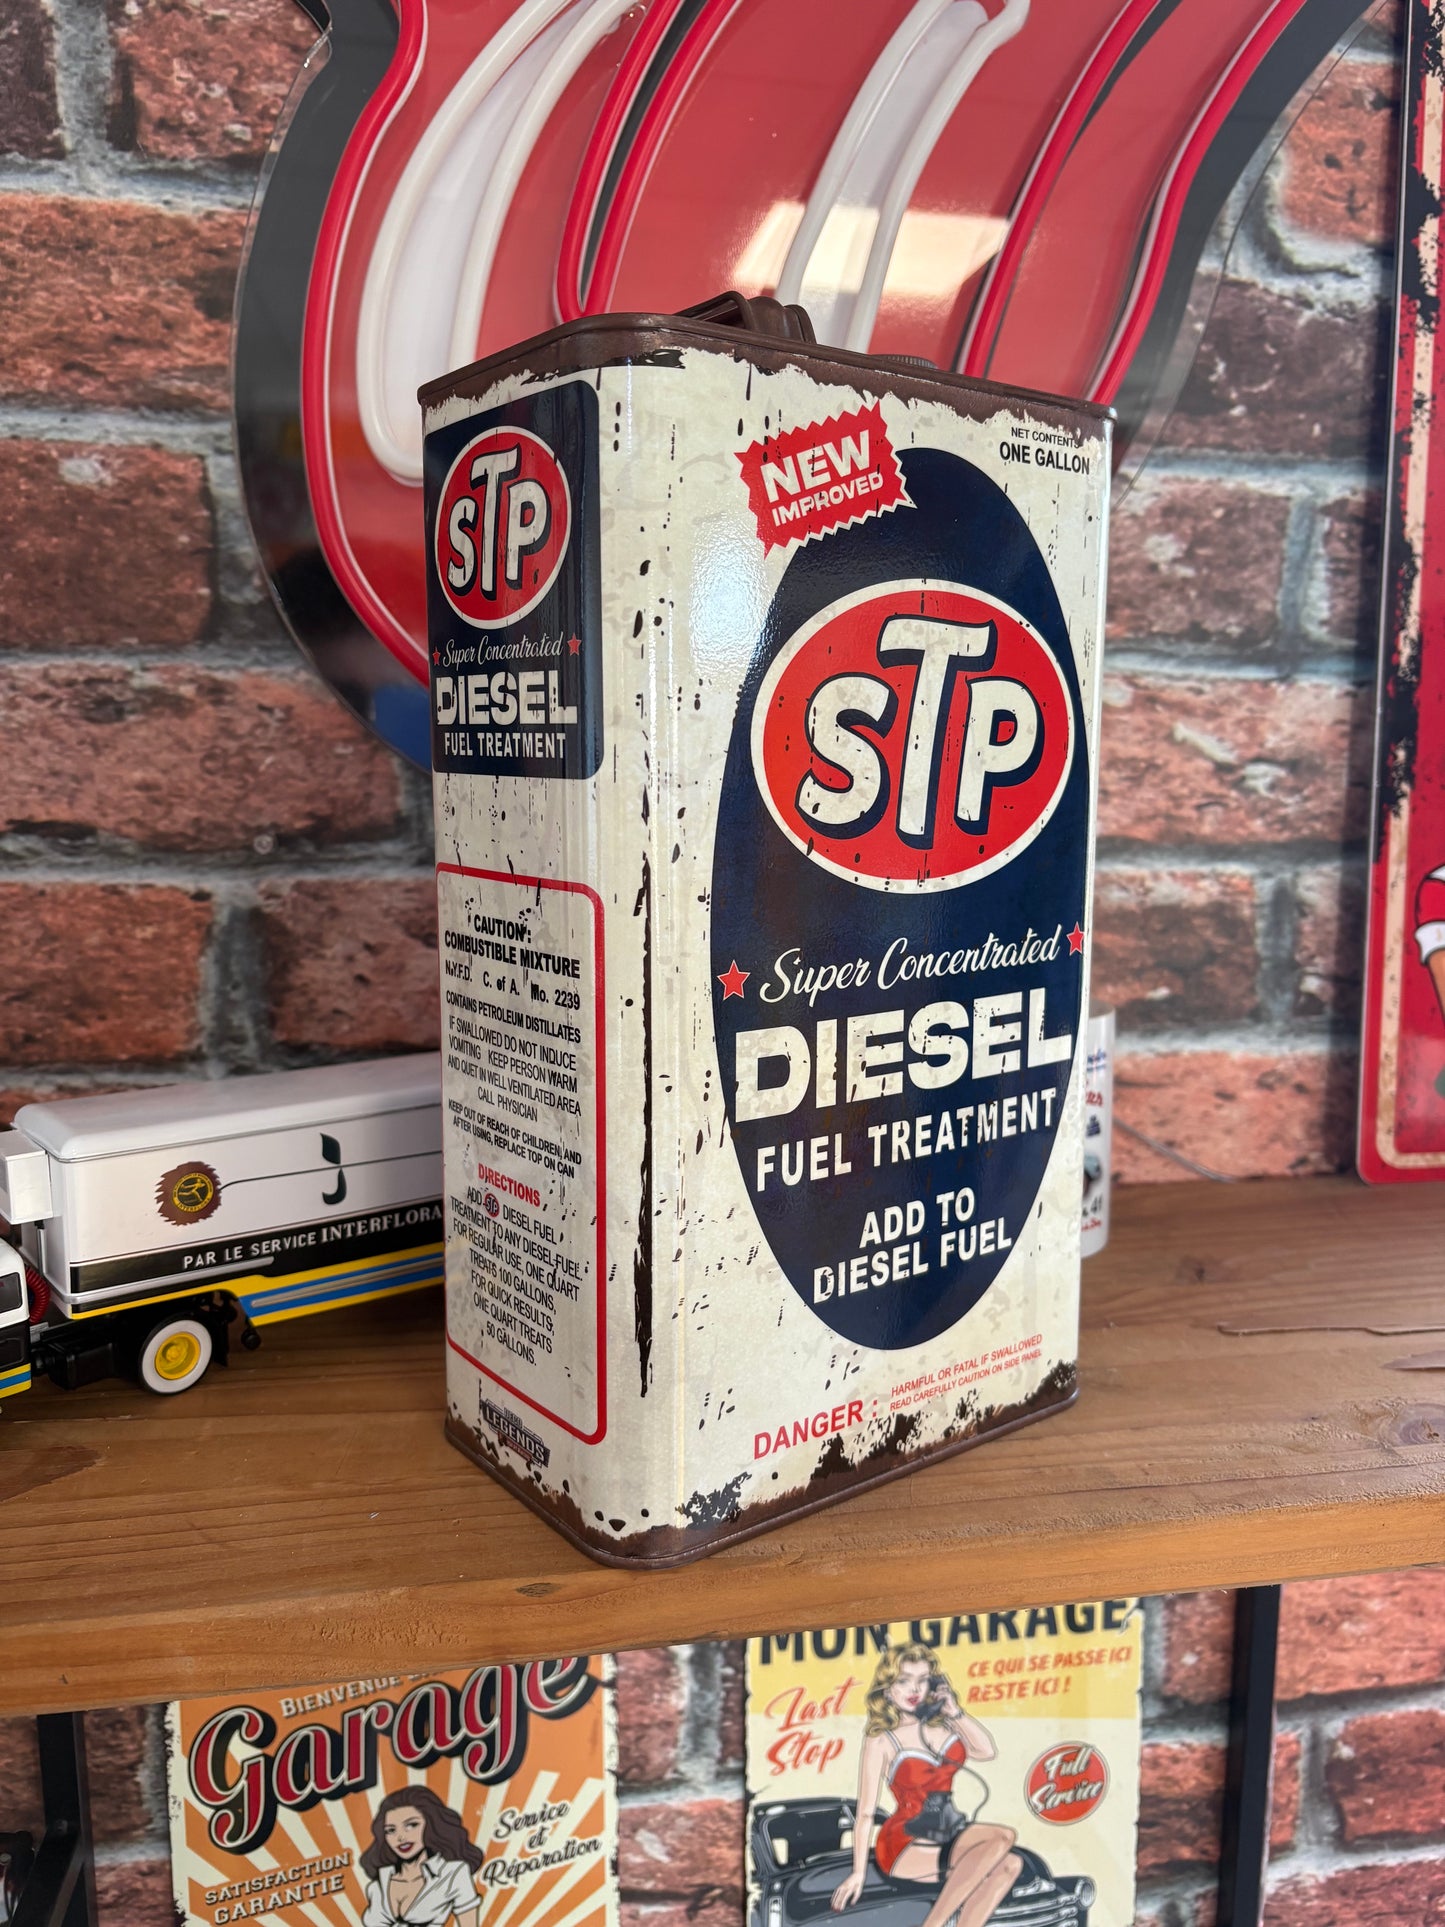 STP
Super Concentrated
DIESEL
FUEL TREATMENT
CAUTION:
COMBUSTIBLE MIXTURE
N.Y.F.D. C. of A. No. 2239
CONTAINS PETROLEUM DISTILLATES
IF SWALLOWED DO NOT INDUCE
VOMITING KEEP PERSON WARM
AND QUIET IN WELL VENTILATED AREA
CALL PHYSICIAN
KEEP OUT OF REACH OF CHILDREN, AND
AFTER USING, REPLACE TOP ON CAN
DIRECTIONS
ADD STP DIESEL FUEL
TREATMENT TO ANY DIESEL-FUEL.
FOR REGULAR USE, ONE QUART
TREATS 100 GALLONS,
FOR QUICK RESULTS,
ONE QUART TREATS
50 GALLONS.
LEGENDS
NEW
IMPROVED
NET CONTENTS
ONE GALLON
STP
Super Concentrated
DIESEL
FUEL TREATMENT
ADD TO
DIESEL FUEL
DANGER :
HARMFUL OR FATAL IF SWALLOWED
READ CAREFULLY CAUTION ON SIDE PANEL
INTERFLORA
PAR LE SERVICE INTERFLORA
BIENVENUE
Garage
Service
et
Réparation
SATISFACTION
GARANTIE
MON GARAGE
CE QUI SE PASSE ICI
RESTE ICI !
Last
Stop
Full
Service